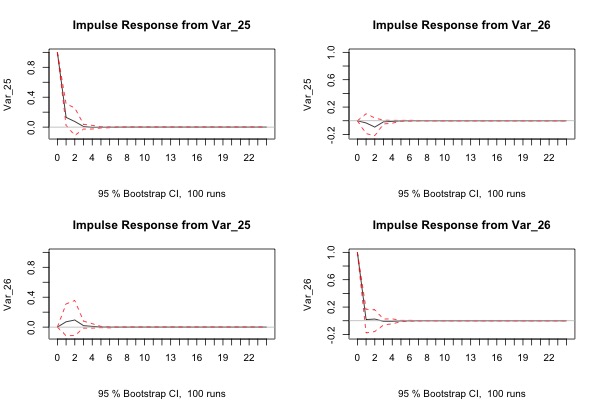 Impulse Response from Var_25
Var_25
0.0 0.4 0.8
0 2 4 6 8 10 13 16 19 22
95 % Bootstrap CI, 100 runs
Impulse Response from Var_26
Var_25
-0.2 0.2 0.6 1.0
0 2 4 6 8 10 13 16 19 22
95 % Bootstrap CI, 100 runs
Impulse Response from Var_25
Var_26
0.0 0.4 0.8
0 2 4 6 8 10 13 16 19 22
95 % Bootstrap CI, 100 runs
Impulse Response from Var_26
Var_26
-0.2 0.2 0.6 1.0
0 2 4 6 8 10 13 16 19 22
95 % Bootstrap CI, 100 runs